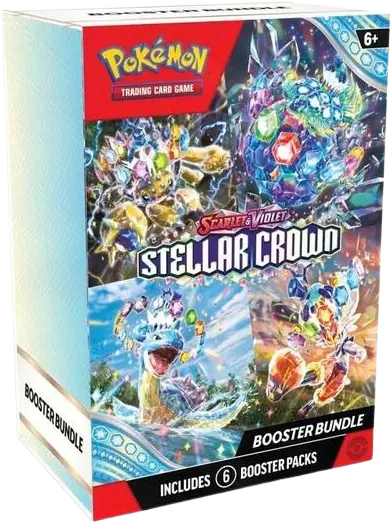 POKÉMON
TRADING CARD GAME
6+
SCARLET & VIOLET
STELLAR CROWN
BOOSTER BUNDLE
BOOSTER BUNDLE
INCLUDES 6 BOOSTER PACKS